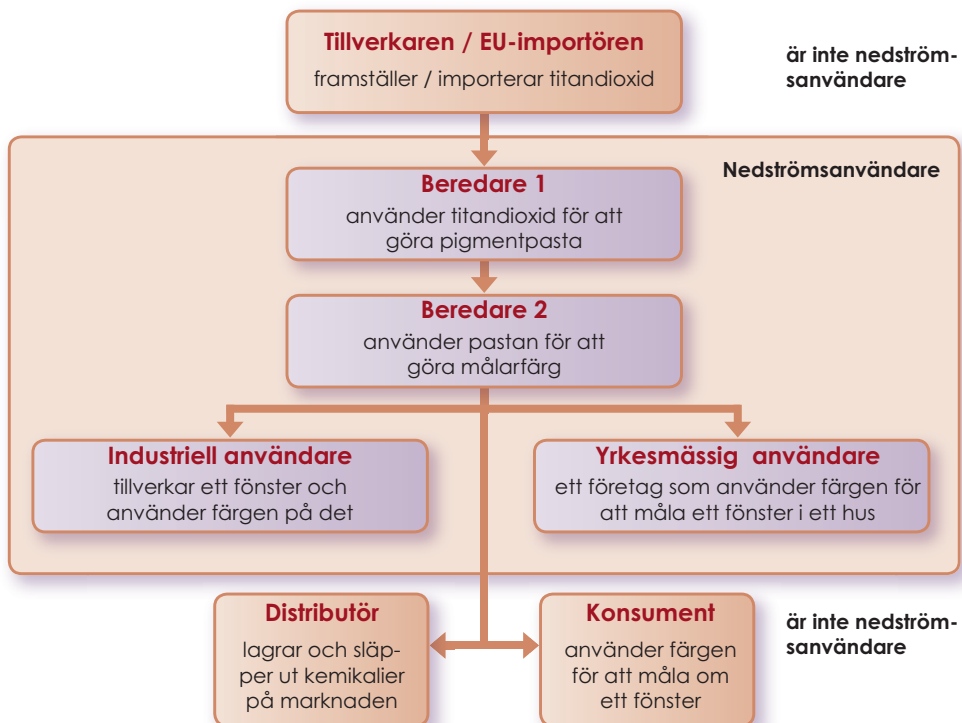 Tillverkaren / EU-importören
framställer / importerar titandioxid
är inte nedström-
sanvändare
Nedströmsanvändare
Beredare 1
använder titandioxid för att
göra pigmentpasta
Beredare 2
använder pastan för att
göra målarfärg
Industriell användare
tillverkar ett fönster och
använder färgen på det
Yrkesmässig användare
ett företag som använder färgen för
att måla ett fönster i ett hus
Distributör
lagrar och släp-
per ut kemikalier
på marknaden
Konsument
använder färgen
för att måla om
ett fönster
är inte nedström-
sanvändare